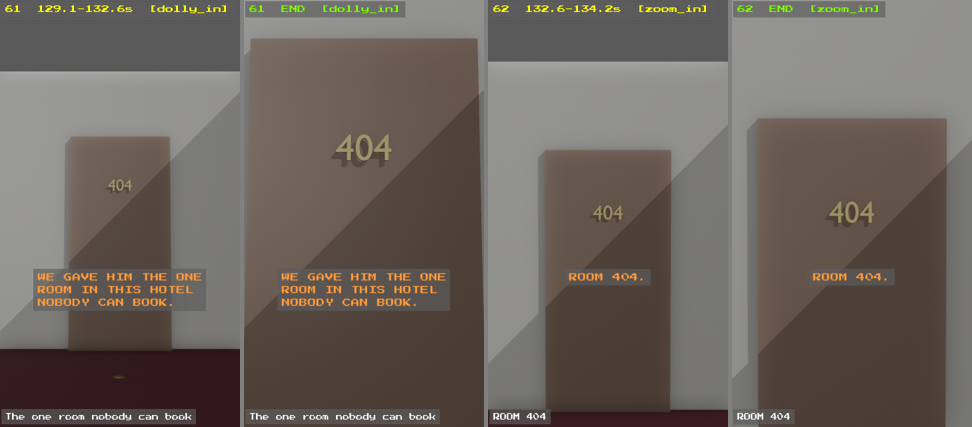 61 129.1-132.6s [dolly_in]
404
WE GAVE HIM THE ONE
ROOM IN THIS HOTEL
NOBODY CAN BOOK.
The one room nobody can book
61 END [dolly_in]
404
WE GAVE HIM THE ONE
ROOM IN THIS HOTEL
NOBODY CAN BOOK.
The one room nobody can book
62 132.6-134.2s [zoom_in]
404
ROOM 404.
ROOM 404
62 END [zoom_in]
404
ROOM 404.
ROOM 404